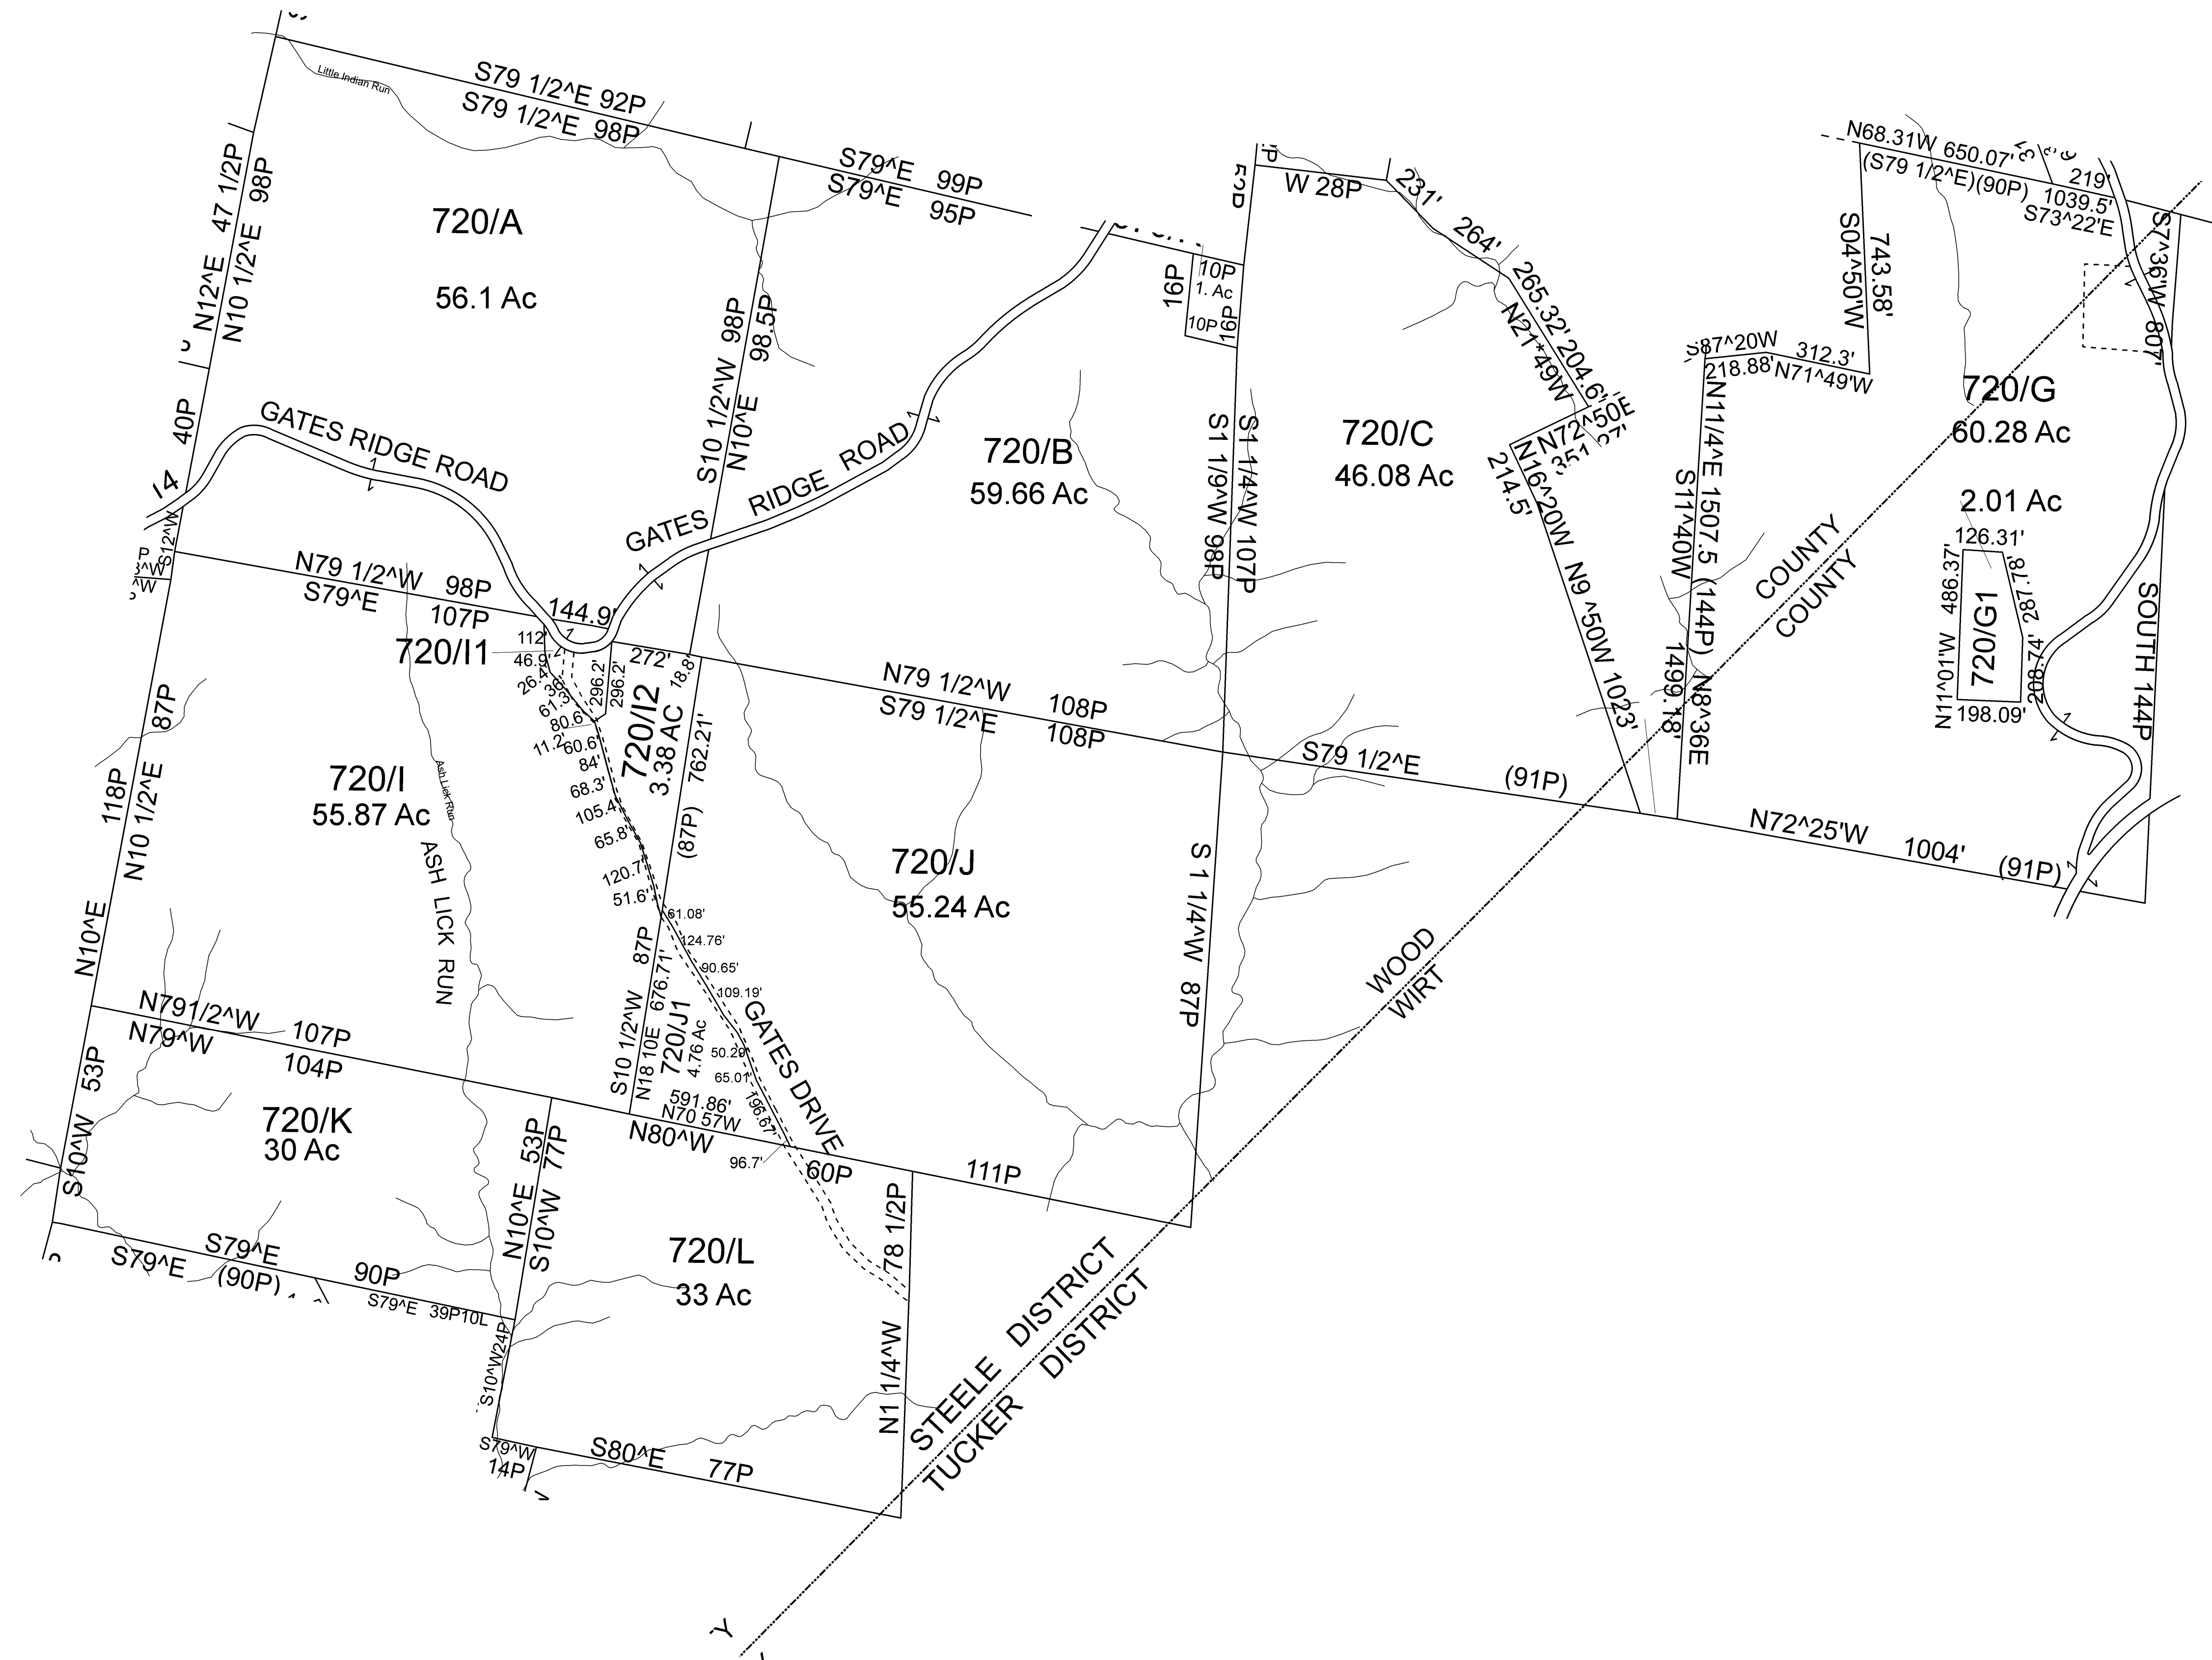 Little Indian Run
S79 1/2^E 92P
S79 1/2^E 98P
S79^E 99P
S79^E 95P
N12^E 47 1/2P
N10 1/2^E 98P
720/A
56.1 Ac
S10 1/2^W 98P
N10^E 98.5P
40P
14
GATES RIDGE ROAD
GATES RIDGE ROAD
S12^W
N79 1/2^W 98P
S79^E 107P
144.9'
720/B
59.66 Ac
16P
10P
1. Ac
10P
16P
S1 1/9^W 98P
S1 1/4^W 107P
W 28P
231'
264'
265.32'
204.6'
N21*49W
N72^50E
720/C
46.08 Ac
N16^20W
214.5'
N9^50W 1023'
N68.31W 650.07'
(S79 1/2^E)(90P) 1039.5'
S73^22'E
219'
S04^50'W
743.58'
S7^36'W 807'
S87^20W
218.88'
312.3'
N71^49'W
N11/4^E 1507.5 (144P)
N8^36E
S11^40W
1499.18'
720/G
60.28 Ac
2.01 Ac
126.31'
486.37'
N11^01'W
720/G1
287.78'
208.74'
198.09'
SOUTH 144P
COUNTY
COUNTY
720/I1
112'
46.9'
26.4'
36'
61.3'
80.6'
11.2'
60.6'
84'
68.3'
105.4'
65.8'
120.7'
51.6'
296.2'
296.2'
272'
18.8'
720/I2
3.38 AC
762.21'
(87P)
N79 1/2^W 108P
S79 1/2^E 108P
S79 1/2^E (91P)
N72^25'W 1004' (91P)
87P
118P
N10 1/2^E
N10^E
720/I
55.87 Ac
Ash Lick Run
ASH LICK RUN
720/J
55.24 Ac
S 1 1/4^W 87P
61.08'
124.76'
90.65'
109.19'
50.29'
65.01'
196.67'
87P
S10 1/2^W
676.71'
N18 10E
720/J1
4.76 Ac
591.86'
N70 57W
GATES DRIVE
WOOD
WIRT
N791/2^W 107P
N79^W 104P
N80^W
96.7'
60P
111P
53P
S10^W
720/K
30 Ac
N10^E 53P
S10^W 77P
S79^E
S79^E
(90P)
90P
S79^E 39P10L
S10^W24P
720/L
33 Ac
78 1/2P
N1 1/4^W
S79^W
14P
S80^E 77P
STEELE DISTRICT
TUCKER DISTRICT
Y